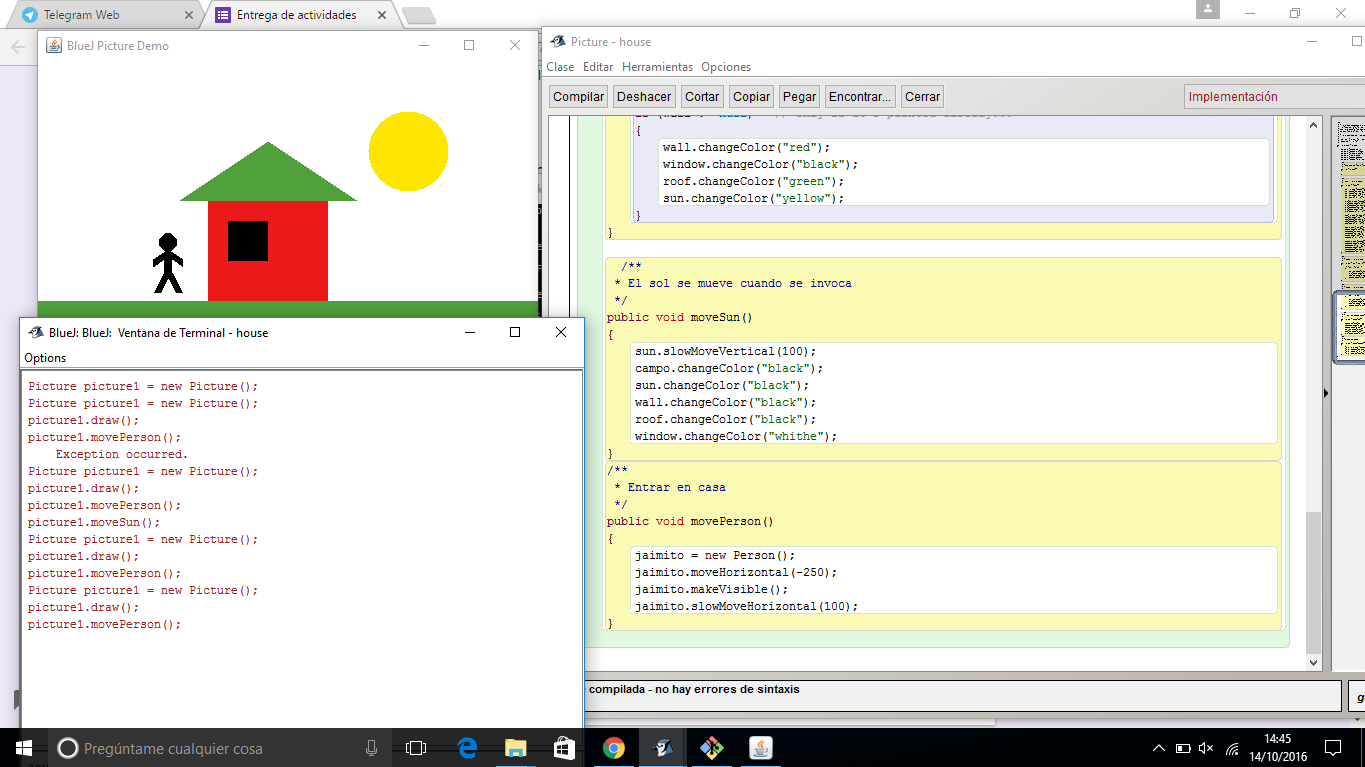 Telegram Web
Entrega de actividades
BlueJ Picture Demo
Picture - house
Clase Editar Herramientas Opciones
Compilar Deshacer Cortar Copiar Pegar Encontrar... Cerrar
Implementación
{
wall.changeColor("red");
window.changeColor("black");
roof.changeColor("green");
sun.changeColor("yellow");
}
}
/**
* El sol se mueve cuando se invoca
*/
public void moveSun()
{
sun.slowMoveVertical(100);
campo.changeColor("black");
sun.changeColor("black");
wall.changeColor("black");
roof.changeColor("black");
window.changeColor("whithe");
}
/**
* Entrar en casa
*/
public void movePerson()
{
jaimito = new Person();
jaimito.moveHorizontal(-250);
jaimito.makeVisible();
jaimito.slowMoveHorizontal(100);
}
compilada - no hay errores de sintaxis
BlueJ: BlueJ: Ventana de Terminal - house
Options
Picture picture1 = new Picture();
Picture picture1 = new Picture();
picture1.draw();
picture1.movePerson();
Exception occurred.
Picture picture1 = new Picture();
picture1.draw();
picture1.movePerson();
picture1.moveSun();
Picture picture1 = new Picture();
picture1.draw();
picture1.movePerson();
Picture picture1 = new Picture();
picture1.draw();
picture1.movePerson();
Pregúntame cualquier cosa
14:45
14/10/2016